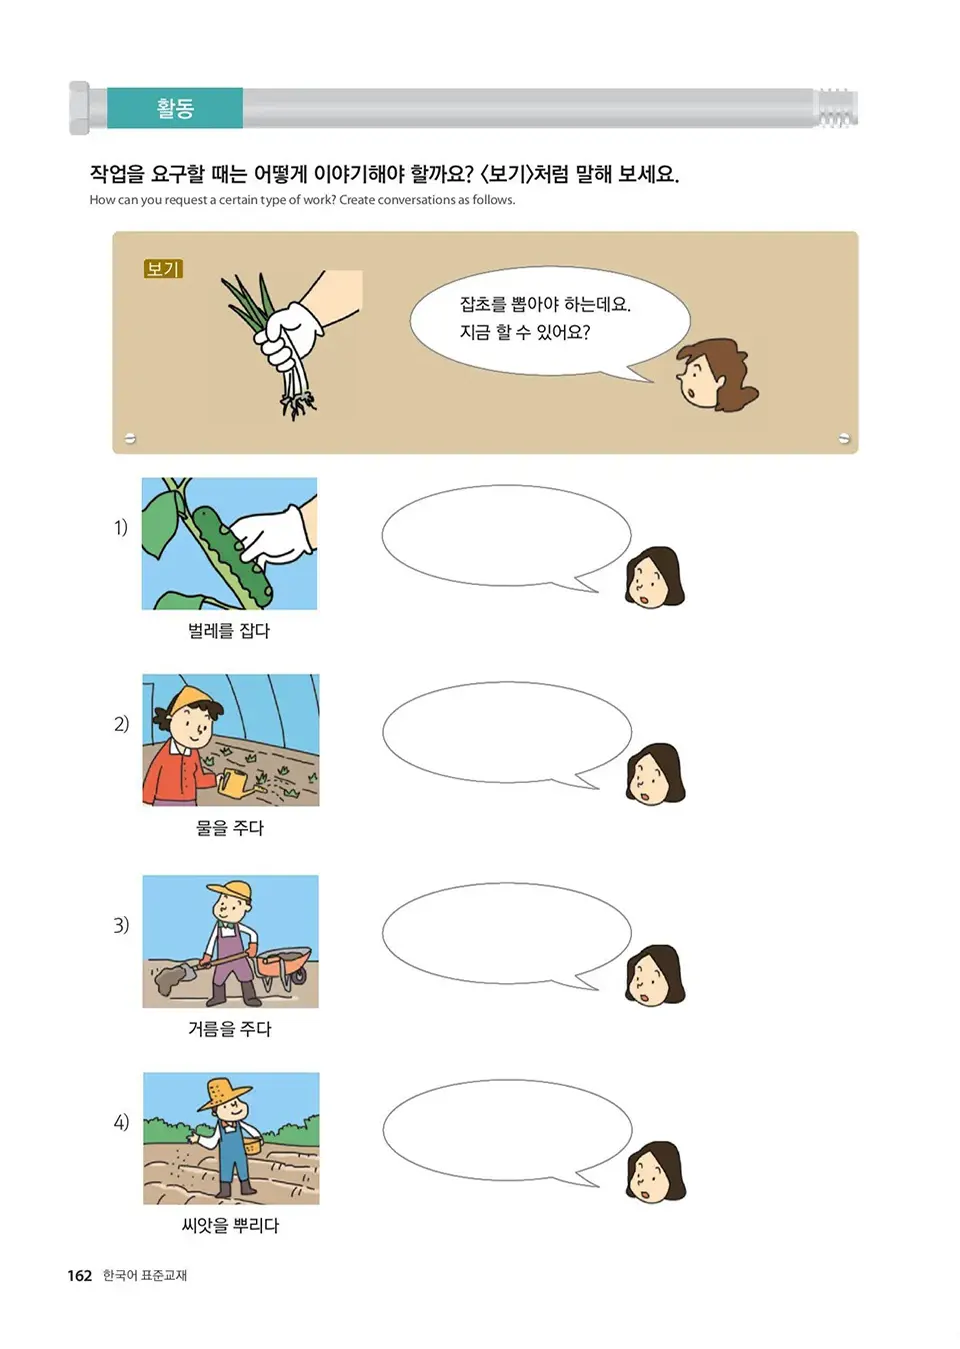 활동
작업을 요구할 때는 어떻게 이야기해야 할까요? 〈보기〉처럼 말해 보세요.
How can you request a certain type of work? Create conversations as follows.
보기
잡초를 뽑아야 하는데요.
지금 할 수 있어요?
1)
벌레를 잡다
2)
물을 주다
3)
거름을 주다
4)
씨앗을 뿌리다
162 한국어 표준교재